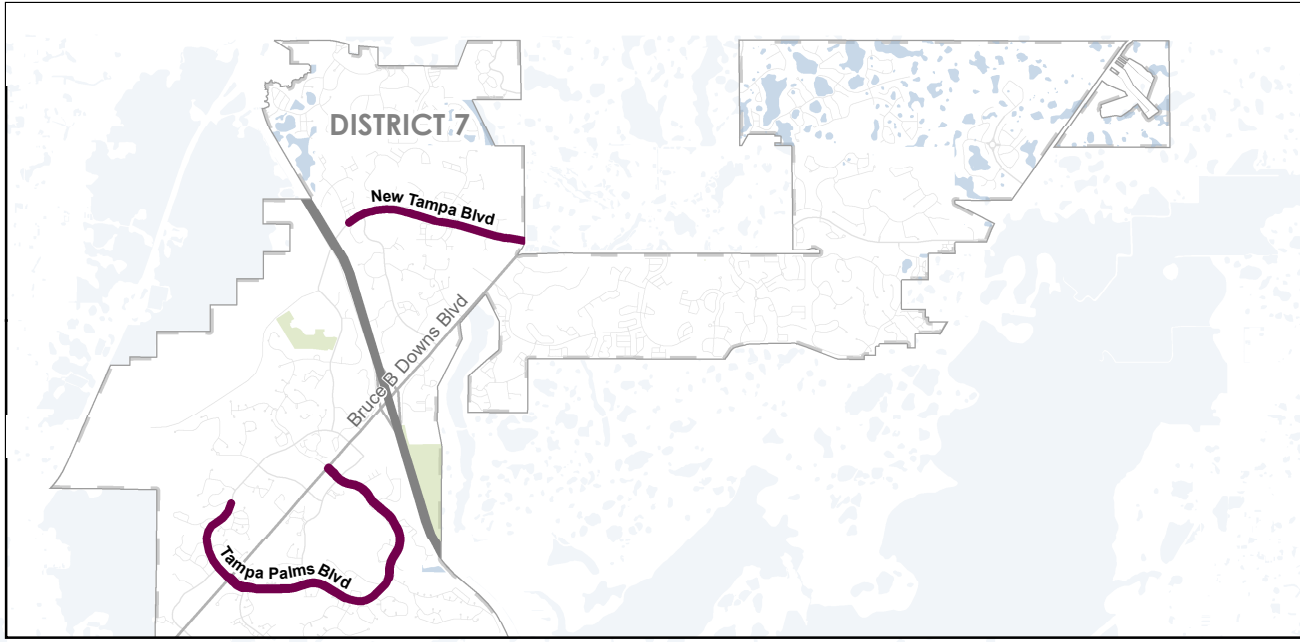 DISTRICT 7
New Tampa Blvd
Bruce B Downs Blvd
Tampa Palms Blvd